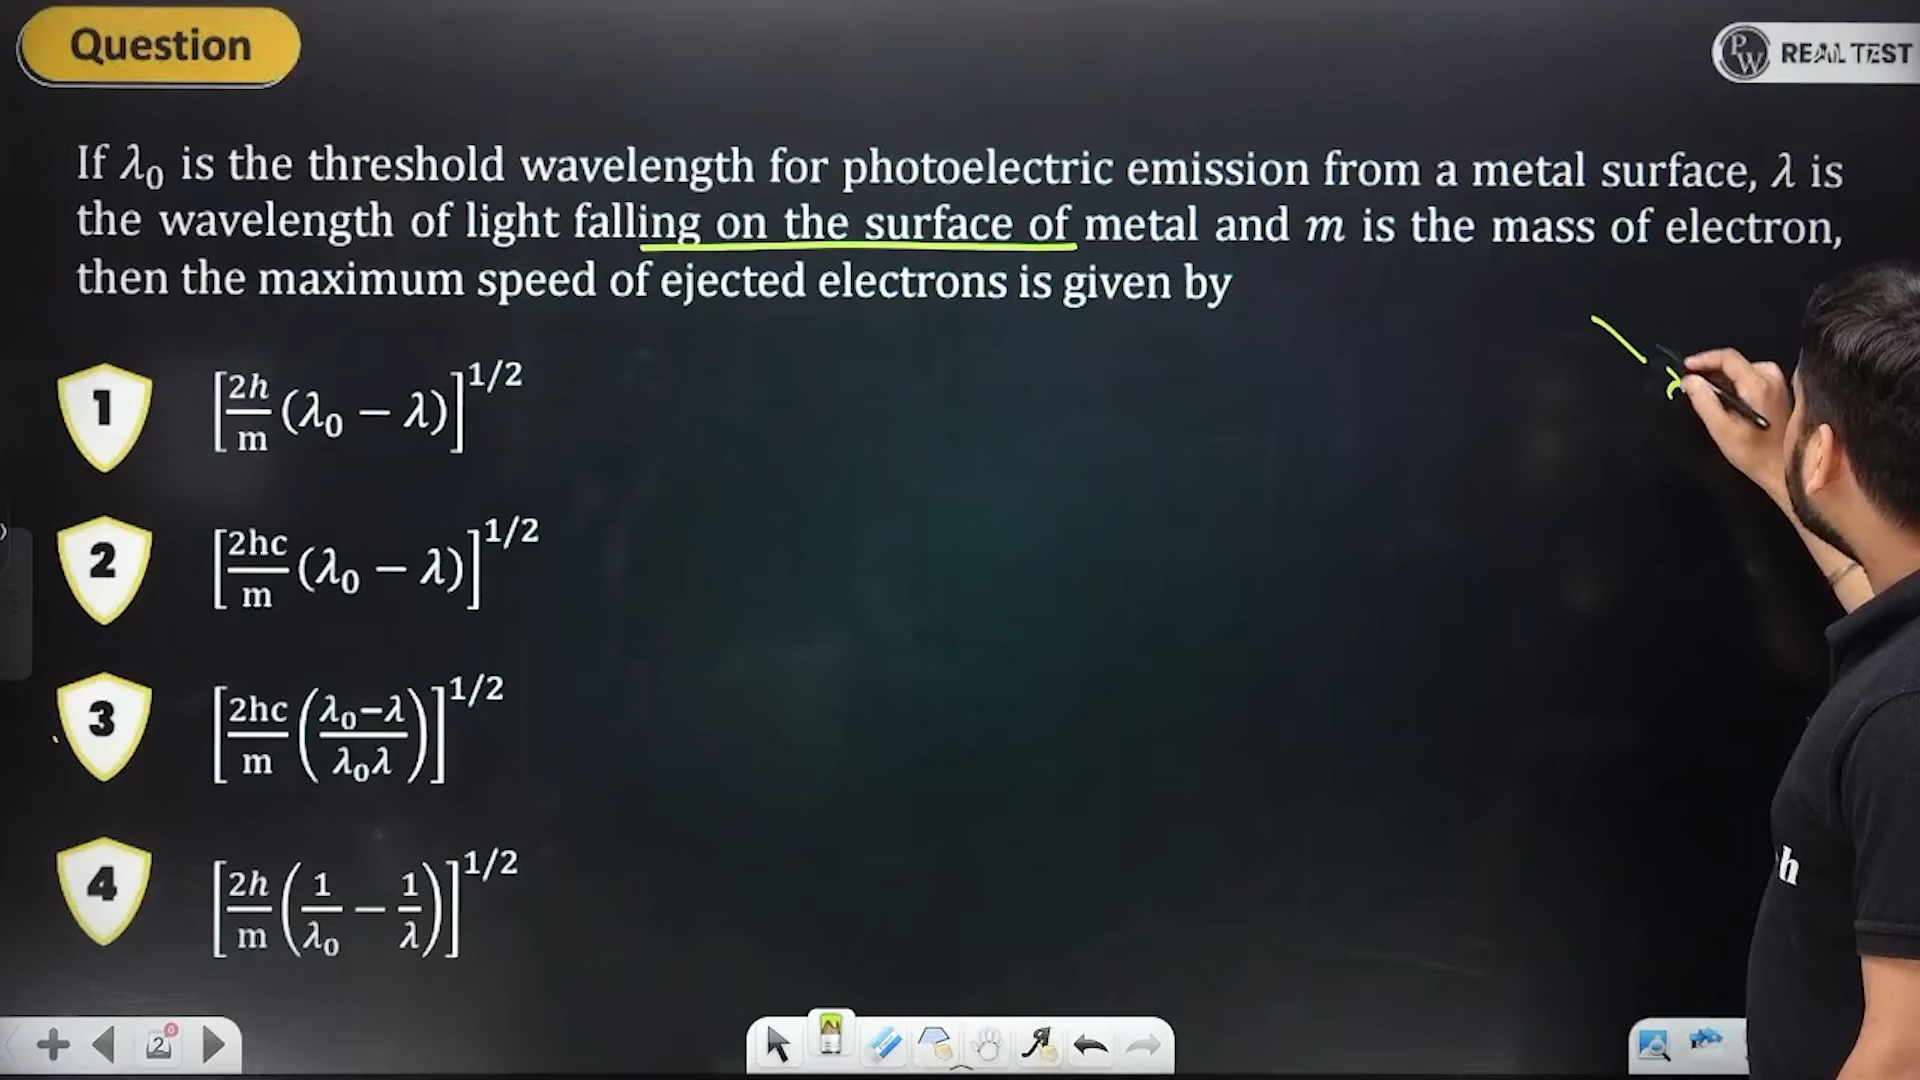 Question
PW REAL TEST
If λ₀ is the threshold wavelength for photoelectric emission from a metal surface, λ is
the wavelength of light falling on the surface of metal and m is the mass of electron,
then the maximum speed of ejected electrons is given by
1 [2h/m (λ₀ − λ)]^1/2
2 [2hc/m (λ₀ − λ)]^1/2
3 [2hc/m ((λ₀−λ)/(λ₀λ))]^1/2
4 [2h/m (1/λ₀ − 1/λ)]^1/2
h
2
0